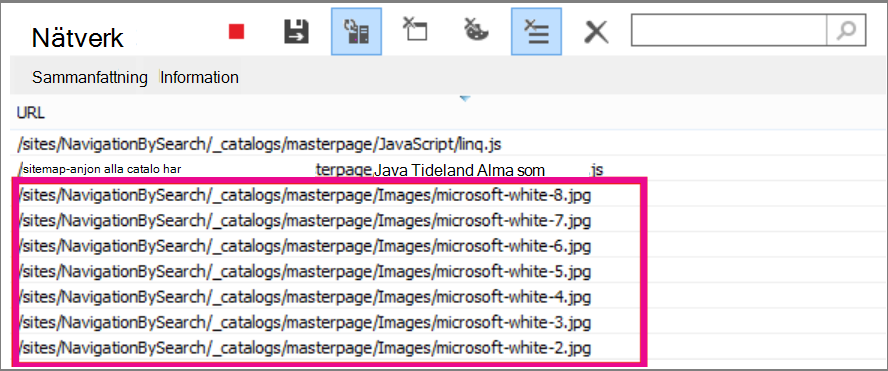 Nätverk
Sammanfattning Information
URL
/sites/NavigationBySearch/_catalogs/masterpage/JavaScript/linq.js
/sitemap-anjon alla catalo har terpage Java Tideland Alma som .js
/sites/NavigationBySearch/_catalogs/masterpage/Images/microsoft-white-8.jpg
/sites/NavigationBySearch/_catalogs/masterpage/Images/microsoft-white-7.jpg
/sites/NavigationBySearch/_catalogs/masterpage/Images/microsoft-white-6.jpg
/sites/NavigationBySearch/_catalogs/masterpage/Images/microsoft-white-5.jpg
/sites/NavigationBySearch/_catalogs/masterpage/Images/microsoft-white-4.jpg
/sites/NavigationBySearch/_catalogs/masterpage/Images/microsoft-white-3.jpg
/sites/NavigationBySearch/_catalogs/masterpage/Images/microsoft-white-2.jpg